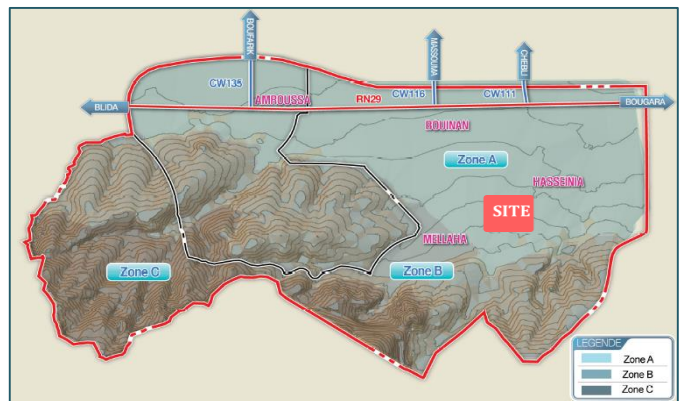 BOUFARIK
MASSOUMA
CHEBLI
CW135
AMROUSSA
RN29
CW116
CW111
BLIDA
BOUGARA
BOUINAN
Zone A
HASSEINIA
SITE
MELLAHA
Zone C
Zone B
LEGENDE
Zone A
Zone B
Zone C